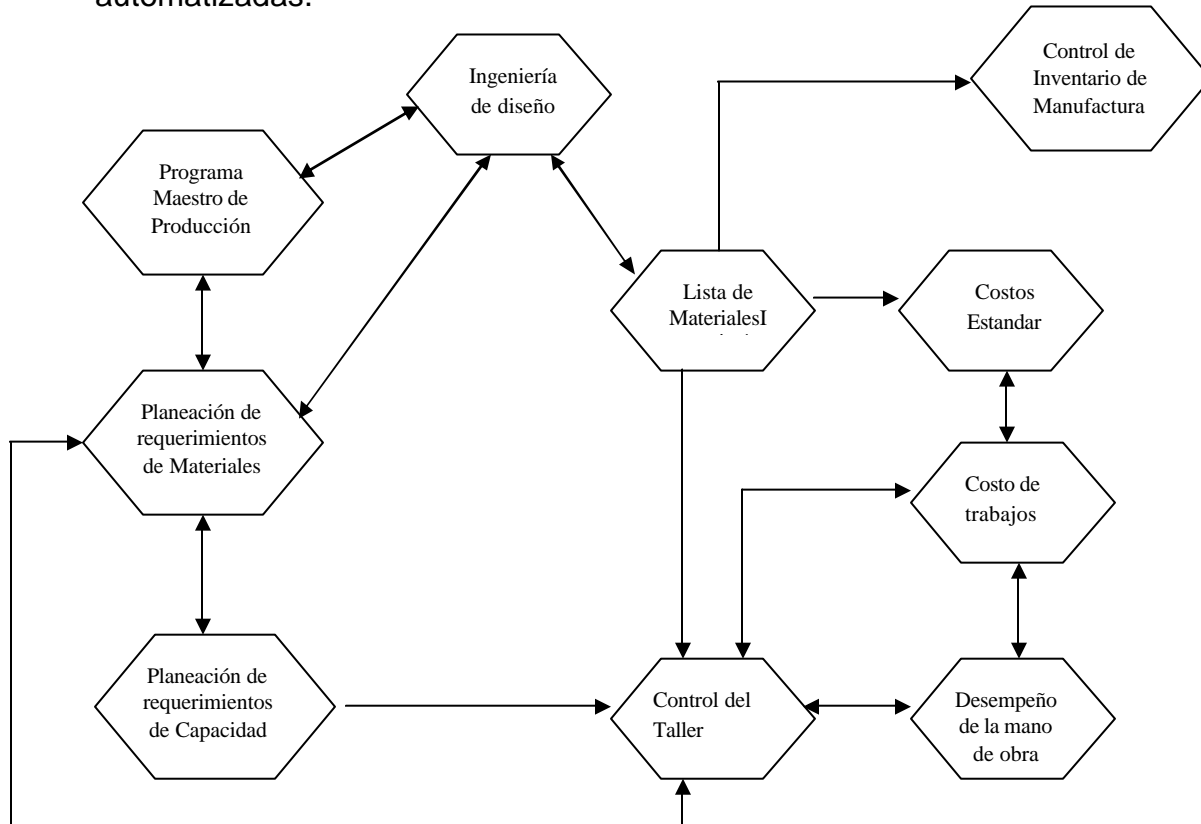 automatizadas.
Ingeniería
de diseño
Control de
Inventario de
Manufactura
Programa
Maestro de
Producción
Lista de
MaterialesI
Costos
Estandar
Planeación de
requerimientos
de Materiales
Costo de
trabajos
Planeación de
requerimientos
de Capacidad
Control del
Taller
Desempeño
de la mano
de obra